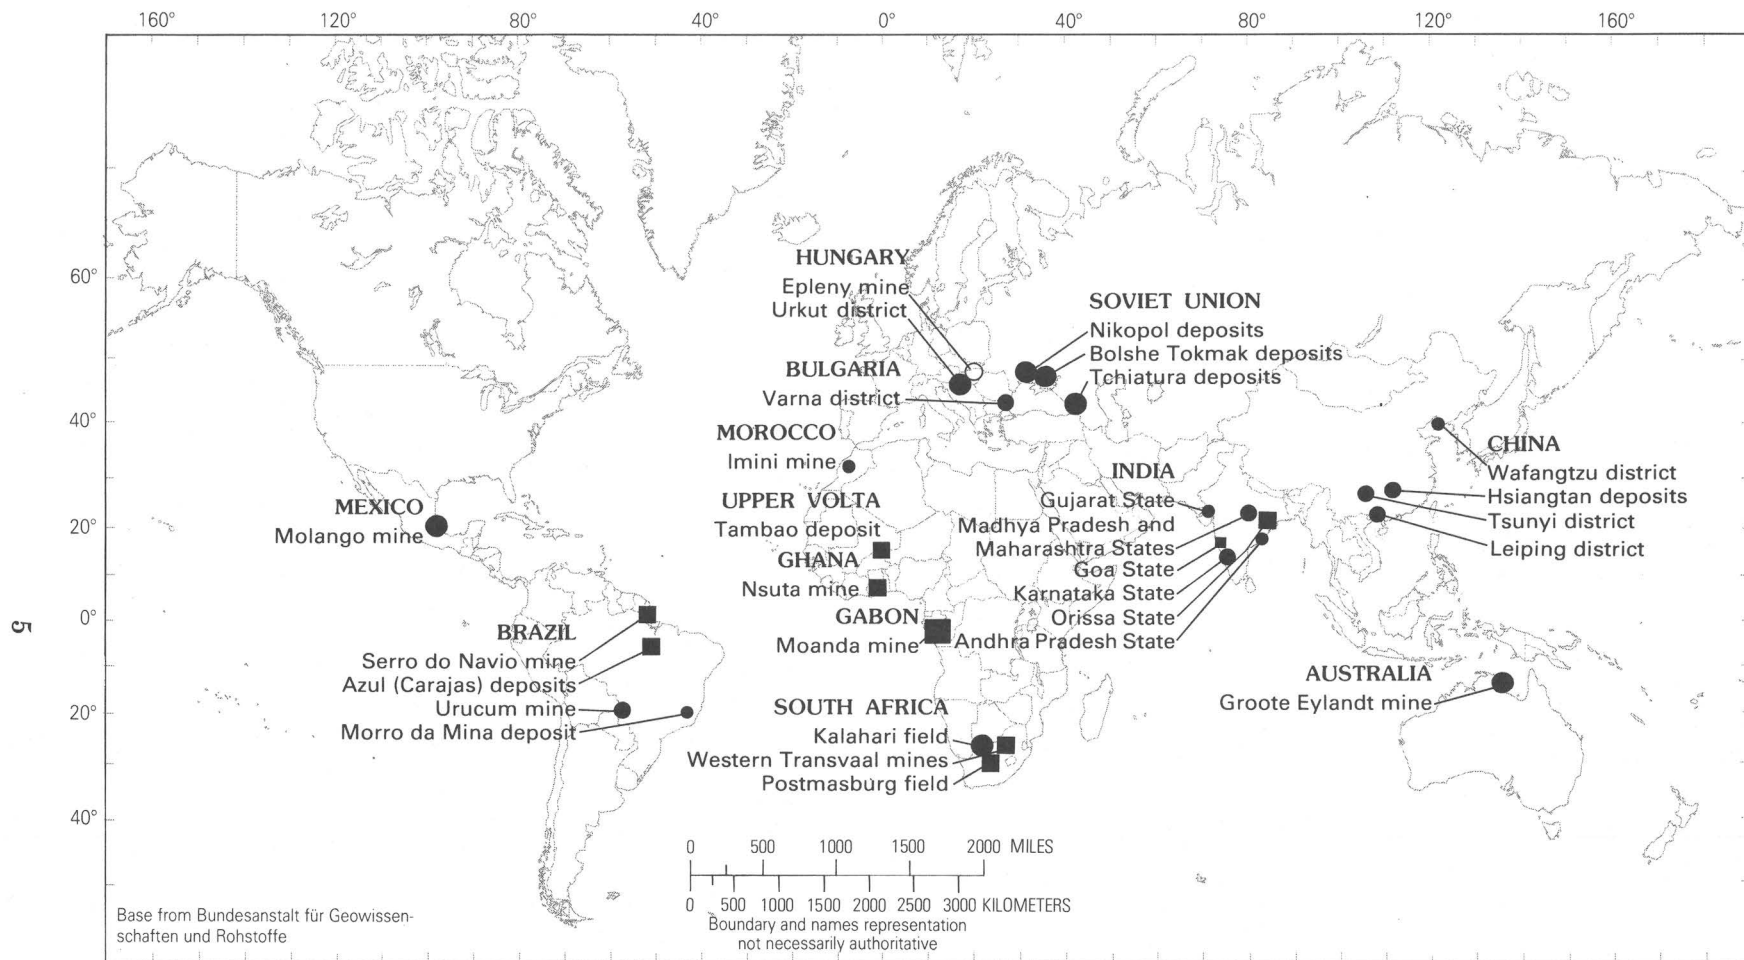 160° 120° 80° 40° 0° 40° 80° 120° 160°
60°
40°
20°
0°
20°
40°
5
HUNGARY
Epleny mine
Urkut district
SOVIET UNION
Nikopol deposits
Bolshe Tokmak deposits
Tchiatura deposits
BULGARIA
Varna district
MOROCCO
Imini mine
UPPER VOLTA
Tambao deposit
GHANA
Nsuta mine
GABON
Moanda mine
MEXICO
Molango mine
BRAZIL
Serro do Navio mine
Azul (Carajas) deposits
Urucum mine
Morro da Mina deposit
SOUTH AFRICA
Kalahari field
Western Transvaal mines
Postmasburg field
INDIA
Gujarat State
Madhya Pradesh and
Maharashtra States
Goa State
Karnataka State
Orissa State
Andhra Pradesh State
CHINA
Wafangtzu district
Hsiangtan deposits
Tsunyi district
Leiping district
AUSTRALIA
Groote Eylandt mine
0 500 1000 1500 2000 MILES
0 500 1000 1500 2000 2500 3000 KILOMETERS
Boundary and names representation
not necessarily authoritative
Base from Bundesanstalt für Geowissen-
schaften und Rohstoffe